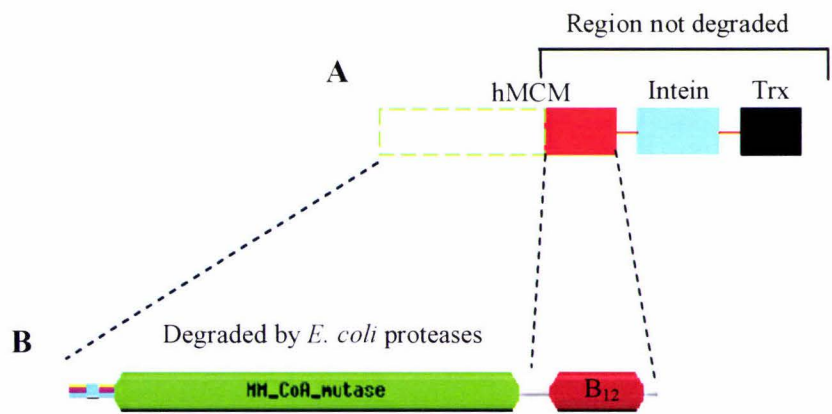 Region not degraded
A
hMCM Intein Trx
B
Degraded by E. coli proteases
MM_CoA_mutase
B12